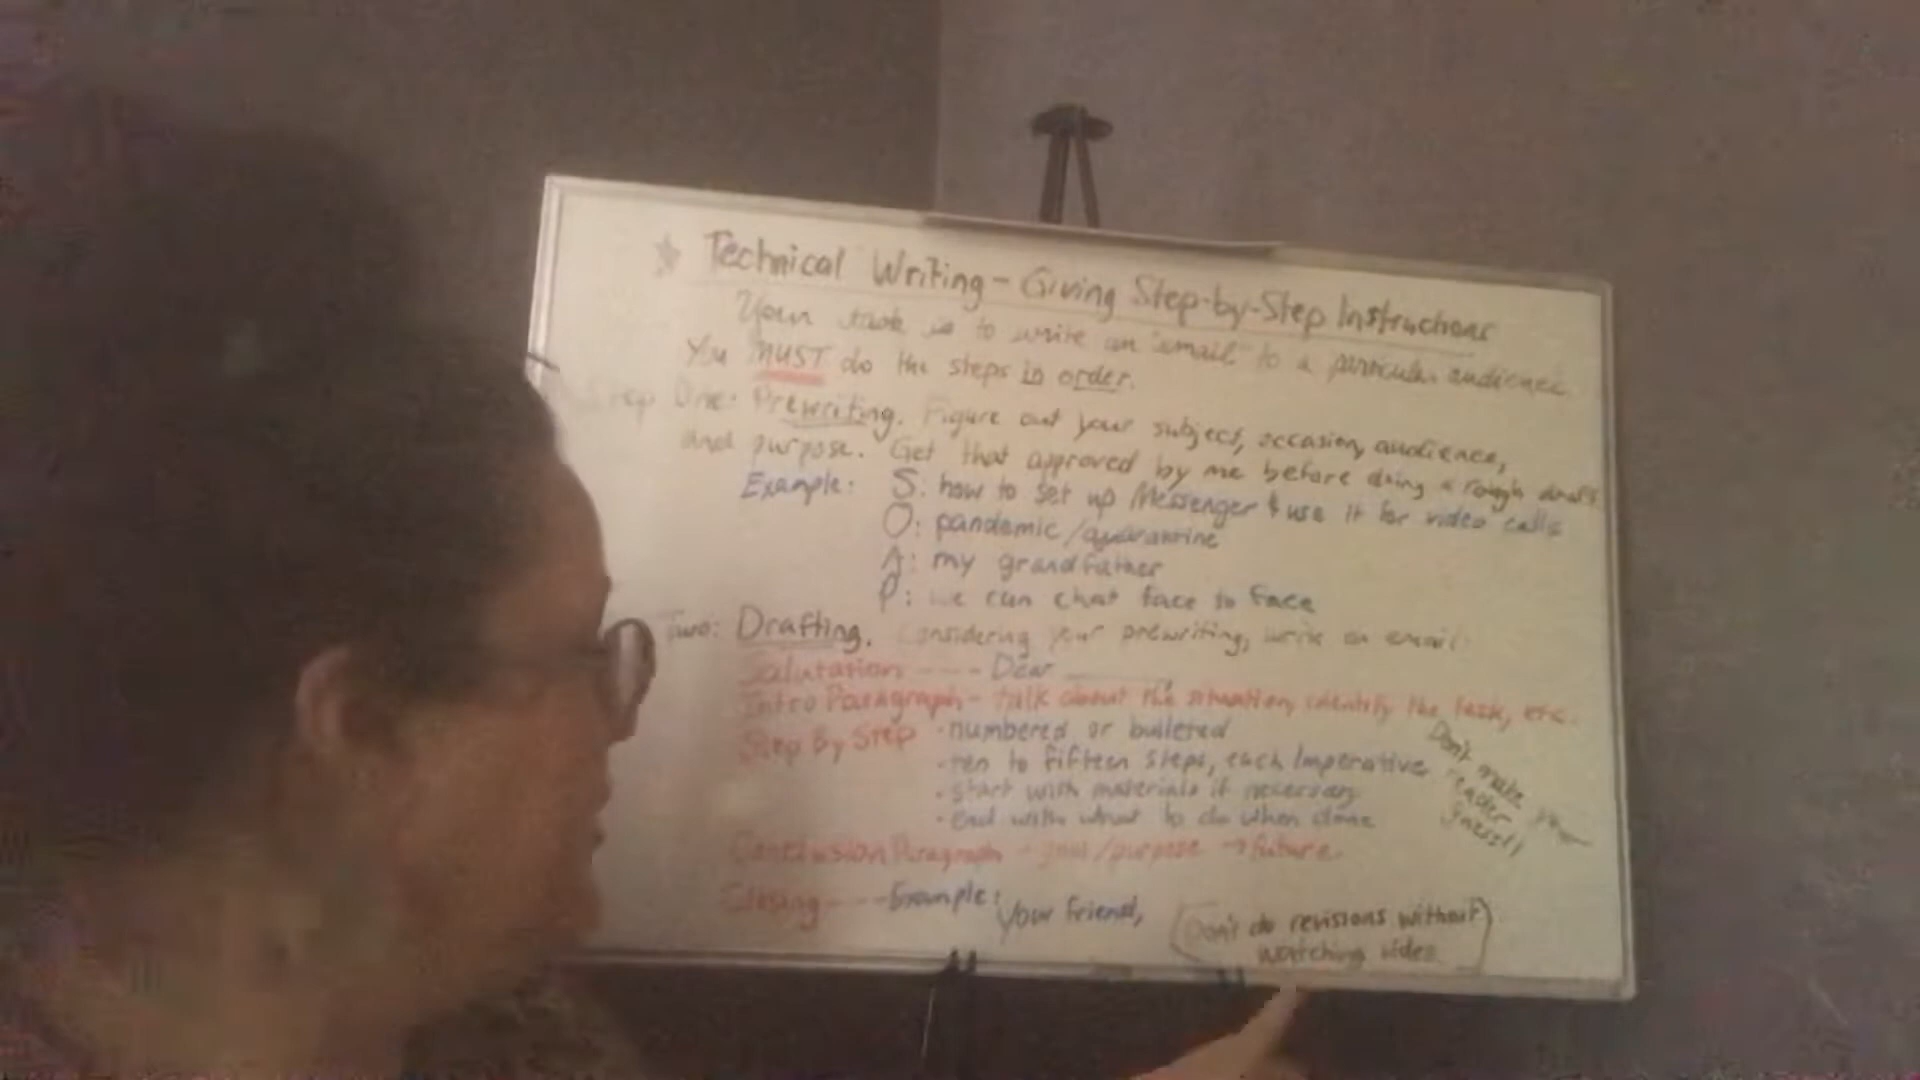 Technical Writing - Giving Step-by-Step Instructions
Your task is to write an "email" to a particular audience.
You MUST do the steps in order.
Step One: Prewriting. Figure out your subject, occasion, audience,
and purpose. Get that approved by me before doing a rough draft.
Example: S: how to set up Messenger & use it for video calls
O: pandemic/quarantine
A: my grandfather
P: we can chat face to face
Two: Drafting. Considering your prewriting, write an email:
Salutation ---- Dear ______,
Intro Paragraph - talk about the situation, identify the task, etc.
Step By Step • numbered or bulleted
• ten to fifteen steps, each Imperative
• start with materials if necessary
• end with what to do when done
Don't make your
reader
guess!!
Conclusion Paragraph - goal/purpose → future.
Closing ---- Example: Your friend,
(Don't do revisions without
watching video)